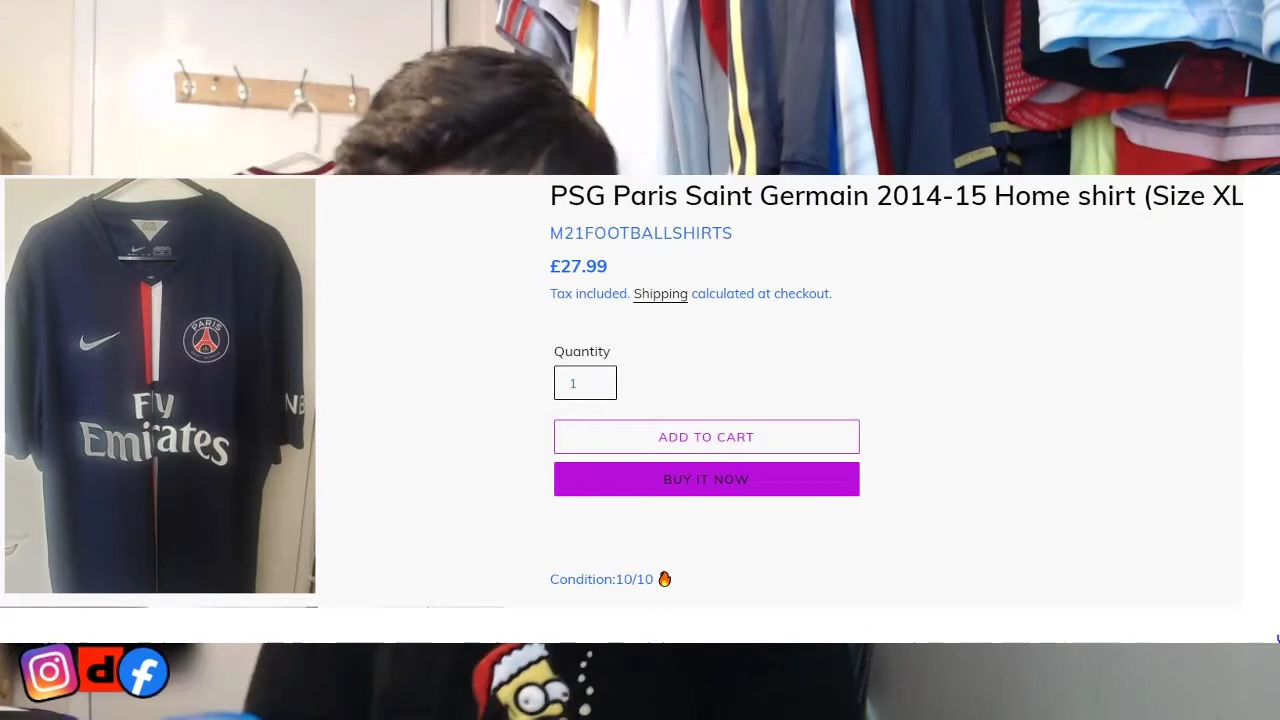 PSG Paris Saint Germain 2014-15 Home shirt (Size XL
M21FOOTBALLSHIRTS
£27.99
Tax included. Shipping calculated at checkout.
Quantity
1
ADD TO CART
BUY IT NOW
Condition:10/10
PARIS
Fly
Emirates
NB
d
f